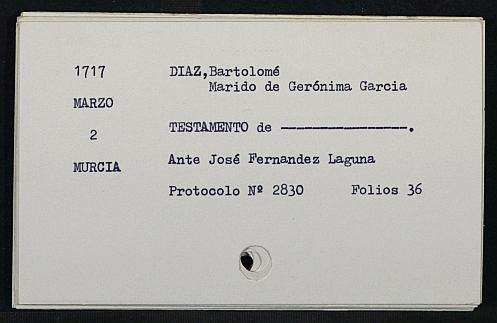 1717 DIAZ,Bartolomé
Marido de Gerónima Garcia
MARZO
2 TESTAMENTO de ----------------.
MURCIA Ante José Fernandez Laguna
Protocolo Nº 2830 Folios 36